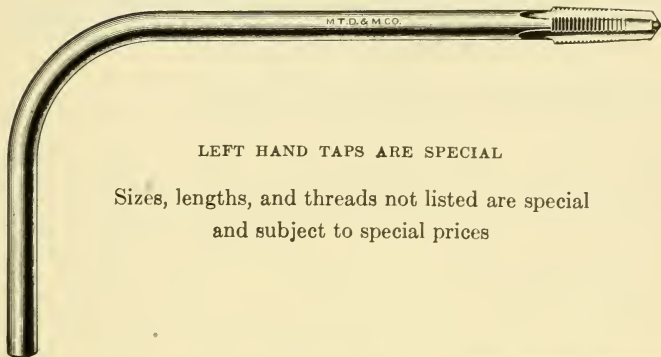 M T. D. & M CO.
LEFT HAND TAPS ARE SPECIAL
Sizes, lengths, and threads not listed are special
and subject to special prices